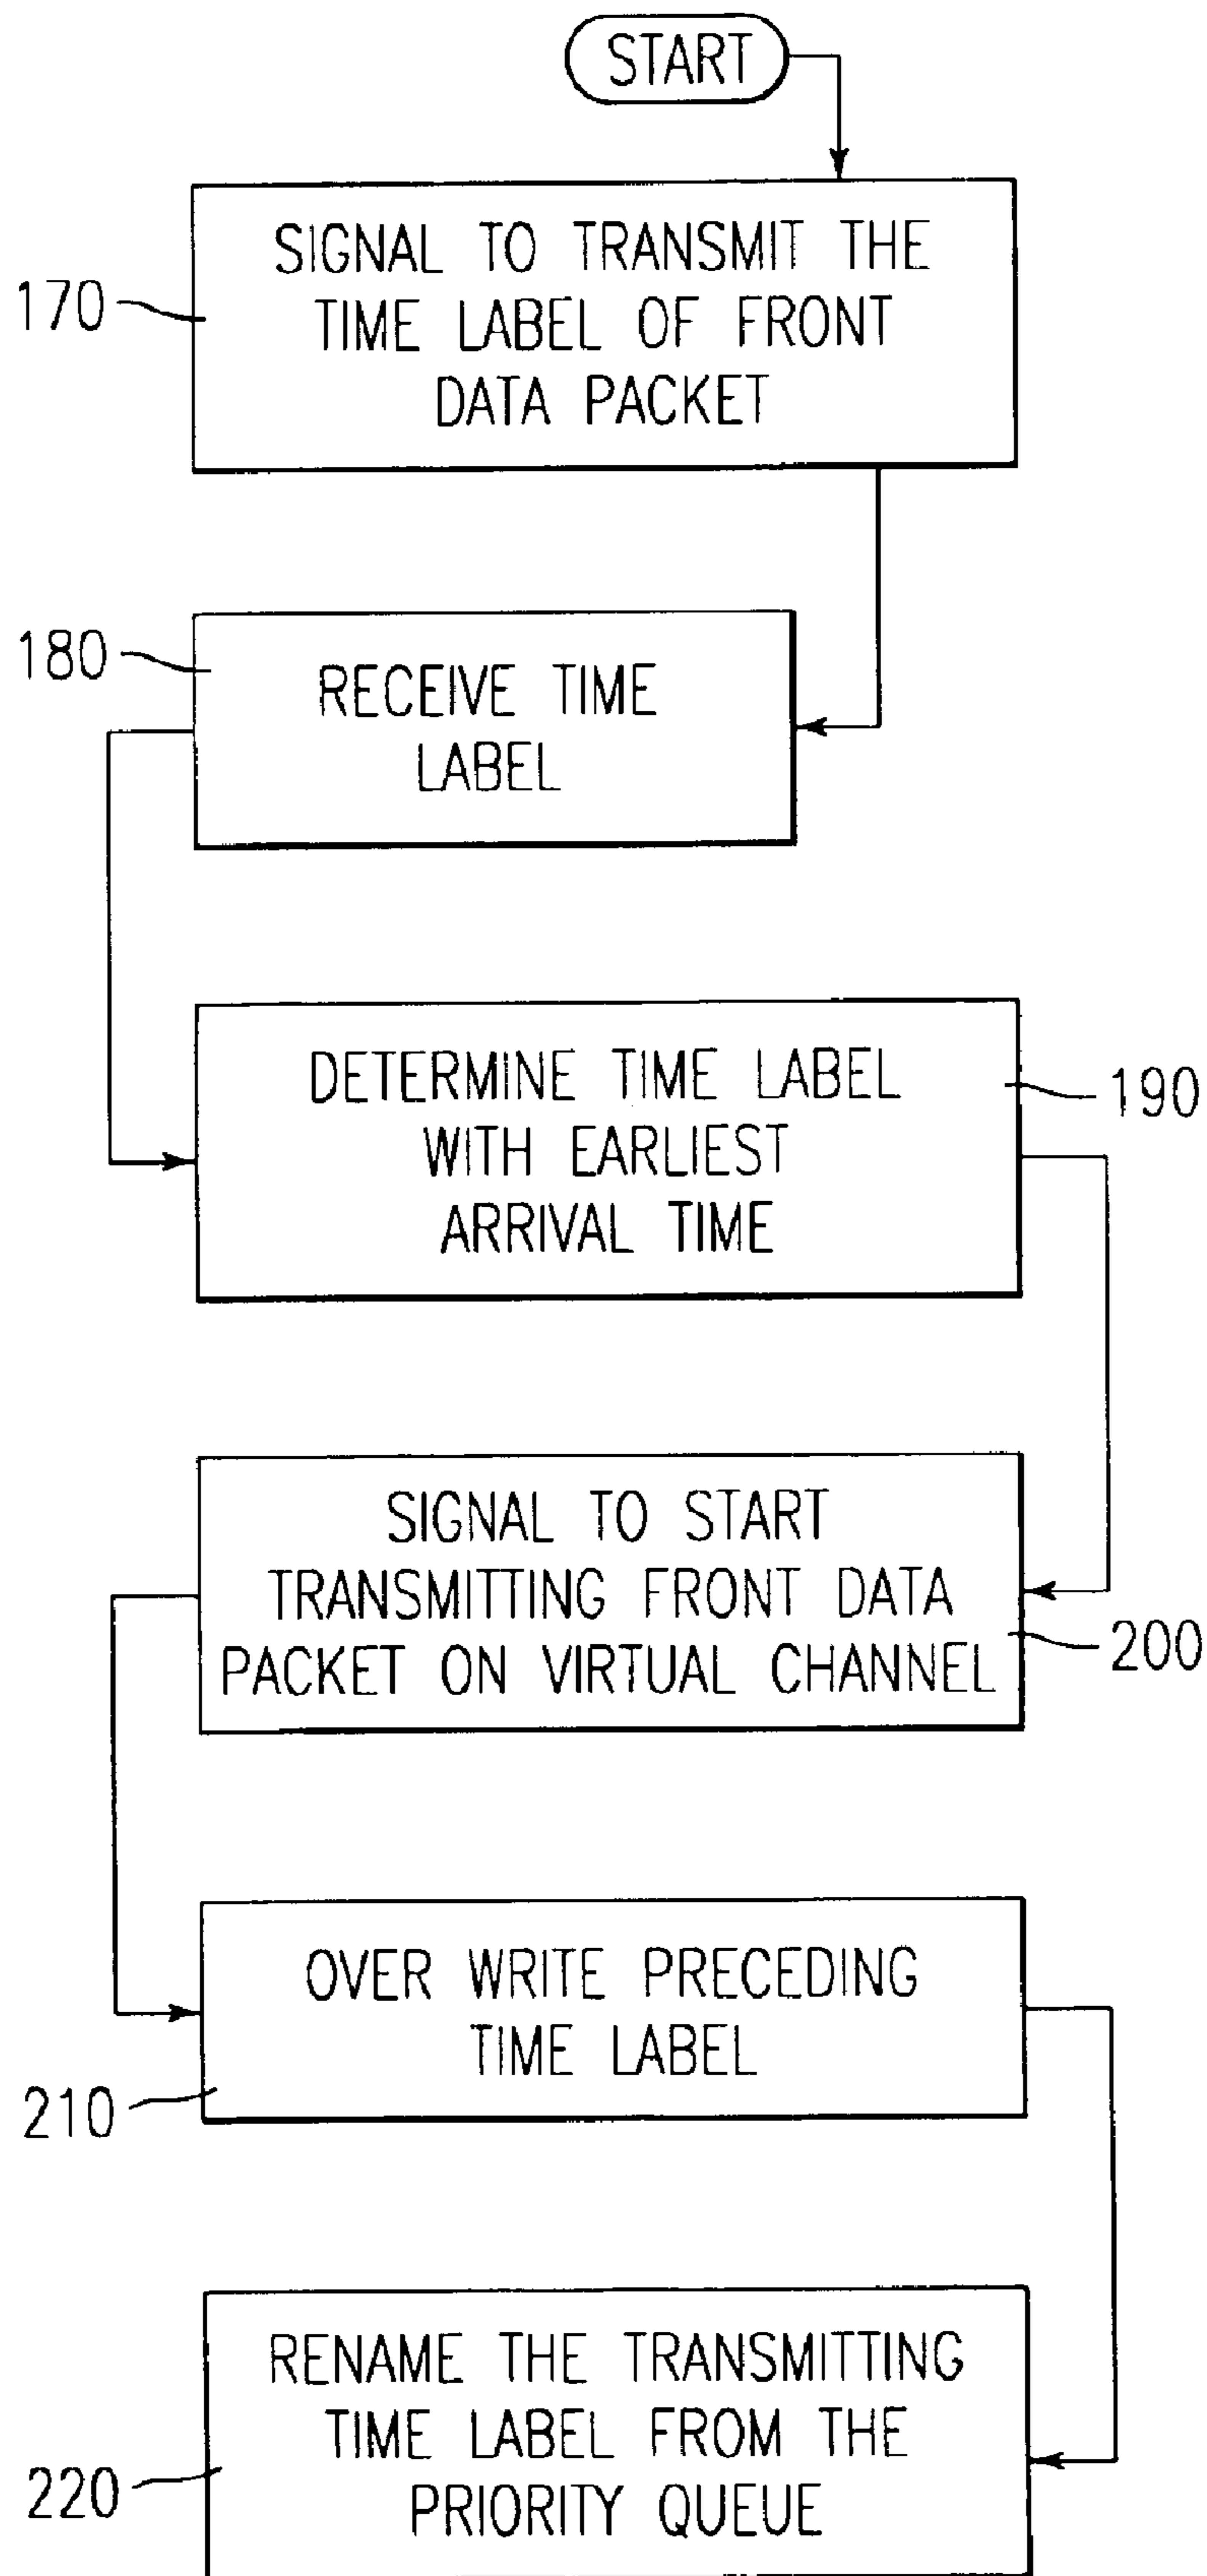 START
SIGNAL TO TRANSMIT THE
TIME LABEL OF FRONT
DATA PACKET
170
180
RECEIVE TIME
LABEL
DETERMINE TIME LABEL
WITH EARLIEST
ARRIVAL TIME
190
SIGNAL TO START
TRANSMITTING FRONT DATA
PACKET ON VIRTUAL CHANNEL
200
OVER WRITE PRECEDING
TIME LABEL
210
RENAME THE TRANSMITTING
TIME LABEL FROM THE
PRIORITY QUEUE
220